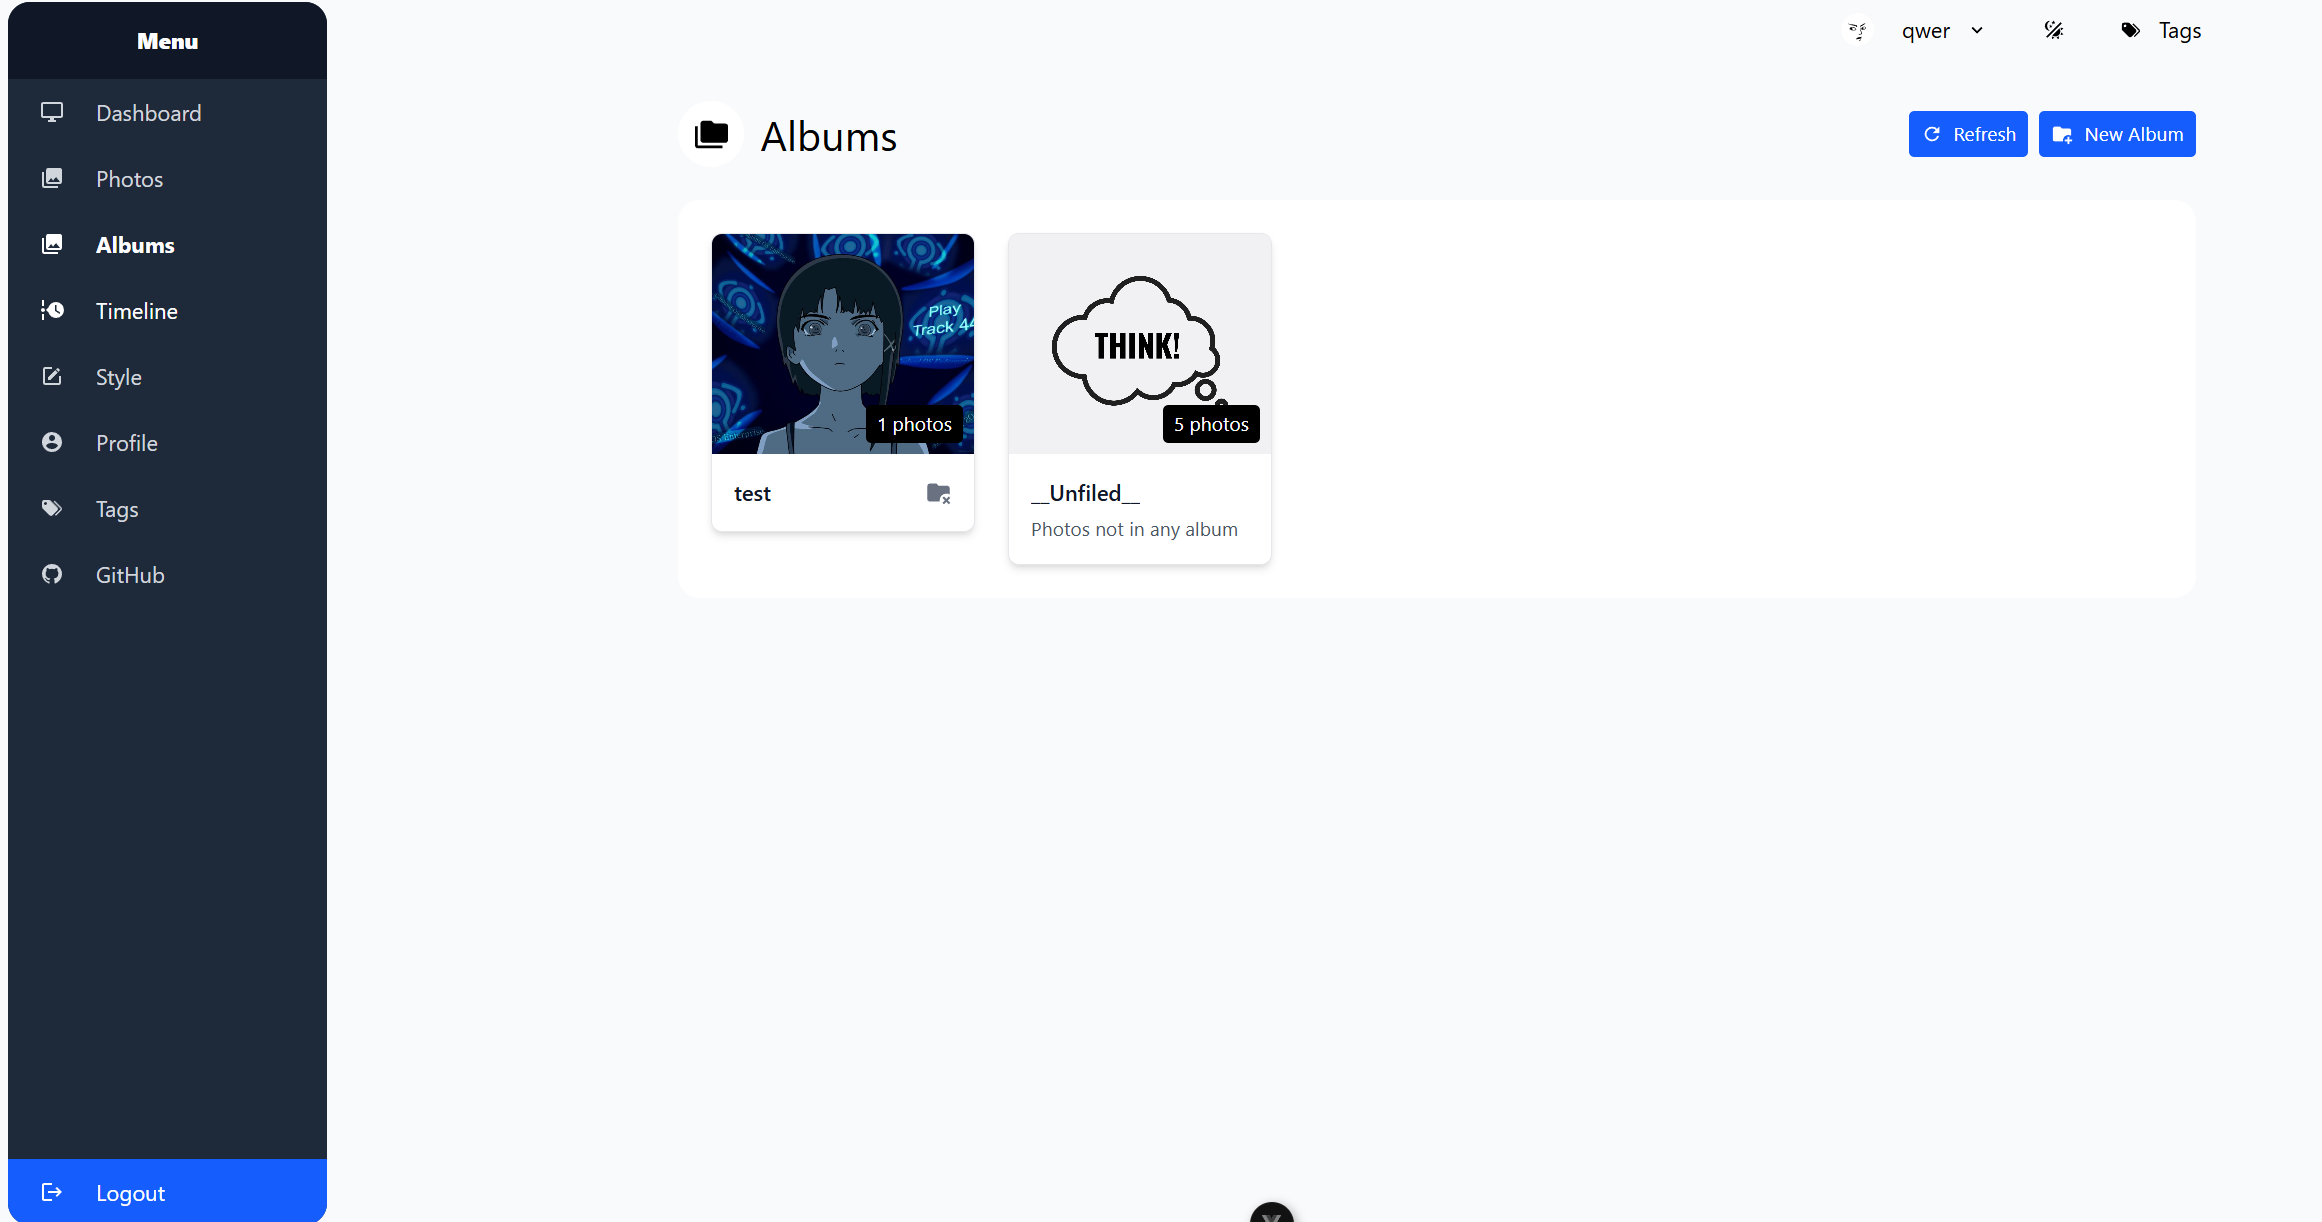 Menu
Dashboard
Photos
Albums
Timeline
Style
Profile
Tags
GitHub
Logout
qwer
Tags
Albums
Refresh
New Album
Play
Track 44
1 photos
test
THINK!
5 photos
__Unfiled__
Photos not in any album